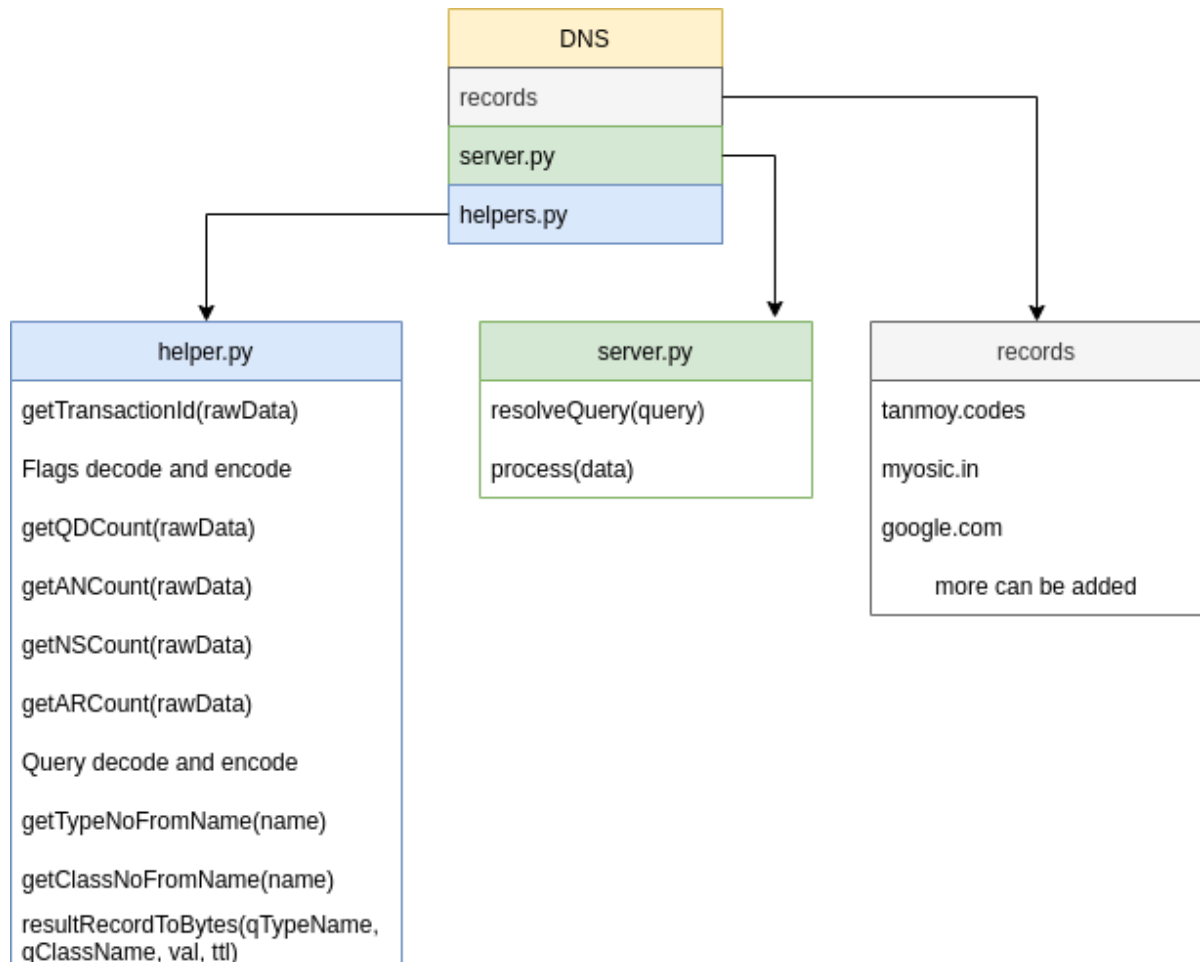 DNS
records
server.py
helpers.py
helper.py
getTransactionId(rawData)
Flags decode and encode
getQDCount(rawData)
getANCount(rawData)
getNSCount(rawData)
getARCount(rawData)
Query decode and encode
getTypeNoFromName(name)
getClassNoFromName(name)
resultRecordToBytes(qTypeName,
qClassName, val, ttl)
server.py
resolveQuery(query)
process(data)
records
tanmoy.codes
myosic.in
google.com
more can be added